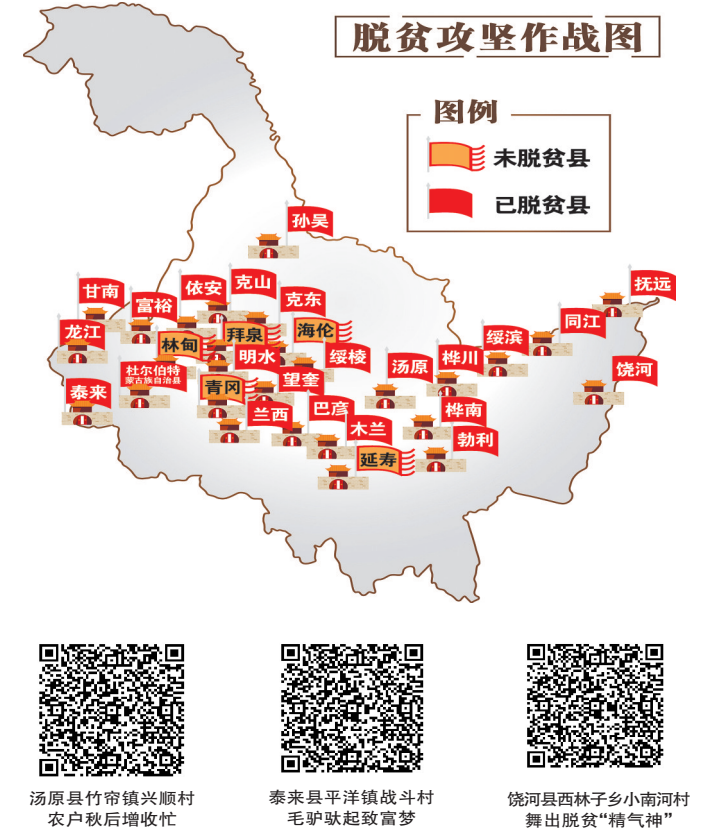 脱贫攻坚作战图
图例
未脱贫县
已脱贫县
孙吴
克山
依安
甘南
富裕
克东
抚远
龙江
林甸
拜泉
海伦
同江
绥滨
明水
绥棱
汤原
桦川
饶河
杜尔伯特
蒙古族自治县
泰来
青冈
望奎
兰西
巴彦
木兰
桦南
勃利
延寿
汤原县竹帘镇兴顺村
农户秋后增收忙
泰来县平洋镇战斗村
毛驴驮起致富梦
饶河县西林子乡小南河村
舞出脱贫“精气神”